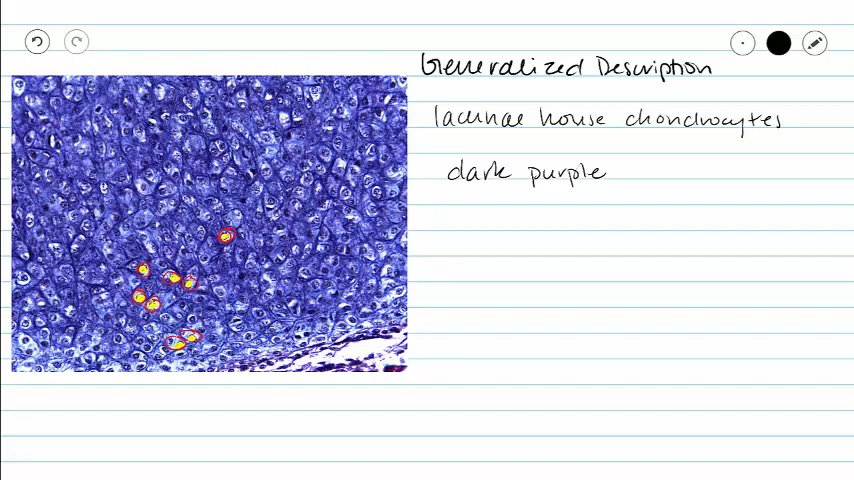 Generalized Description
lacunae house chondrocytes
dark purple